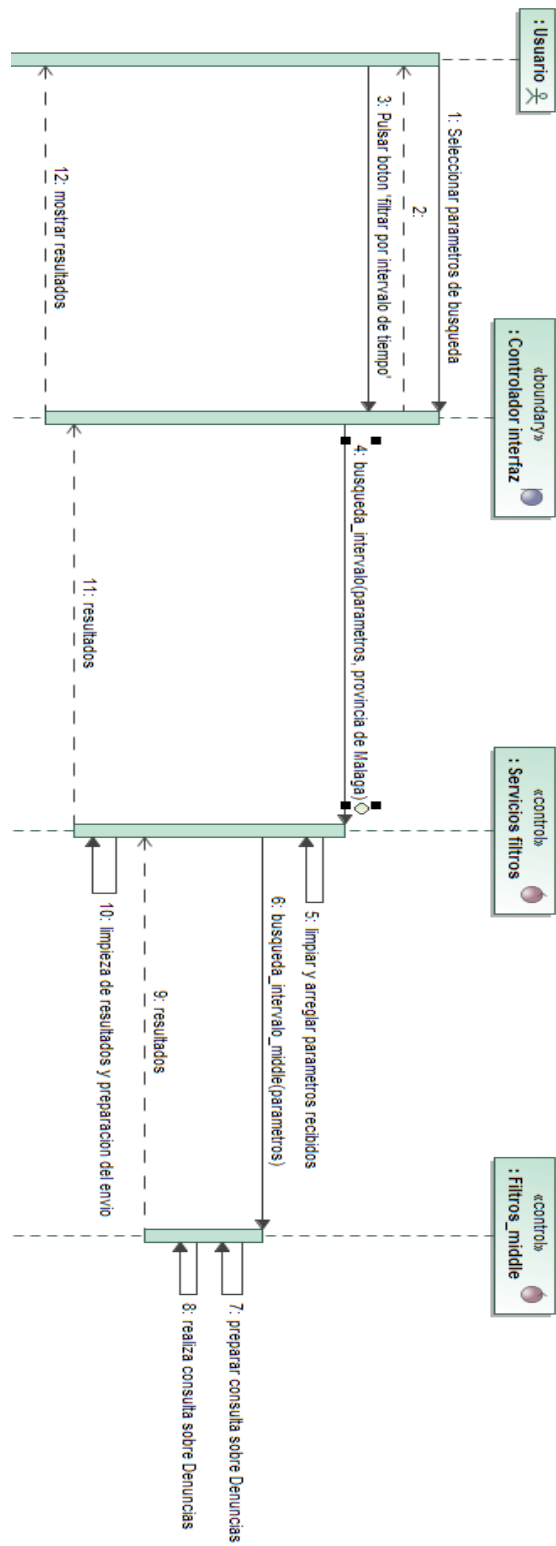 : Usuario
«boundary»
: Controlador interfaz
«control»
: Servicios filtros
«control»
: Filtros_middle
1: Seleccionar parametros de busqueda
2:
3: Pulsar boton 'filtrar por intervalo de tiempo'
4: busqueda_intervalo(parametros, provincia de Malaga)
5: limpiar y arreglar parametros recibidos
6: busqueda_intervalo_middle(parametros)
7: preparar consulta sobre Denuncias
8: realiza consulta sobre Denuncias
9: resultados
10: limpieza de resultados y preparacion del envio
11: resultados
12: mostrar resultados